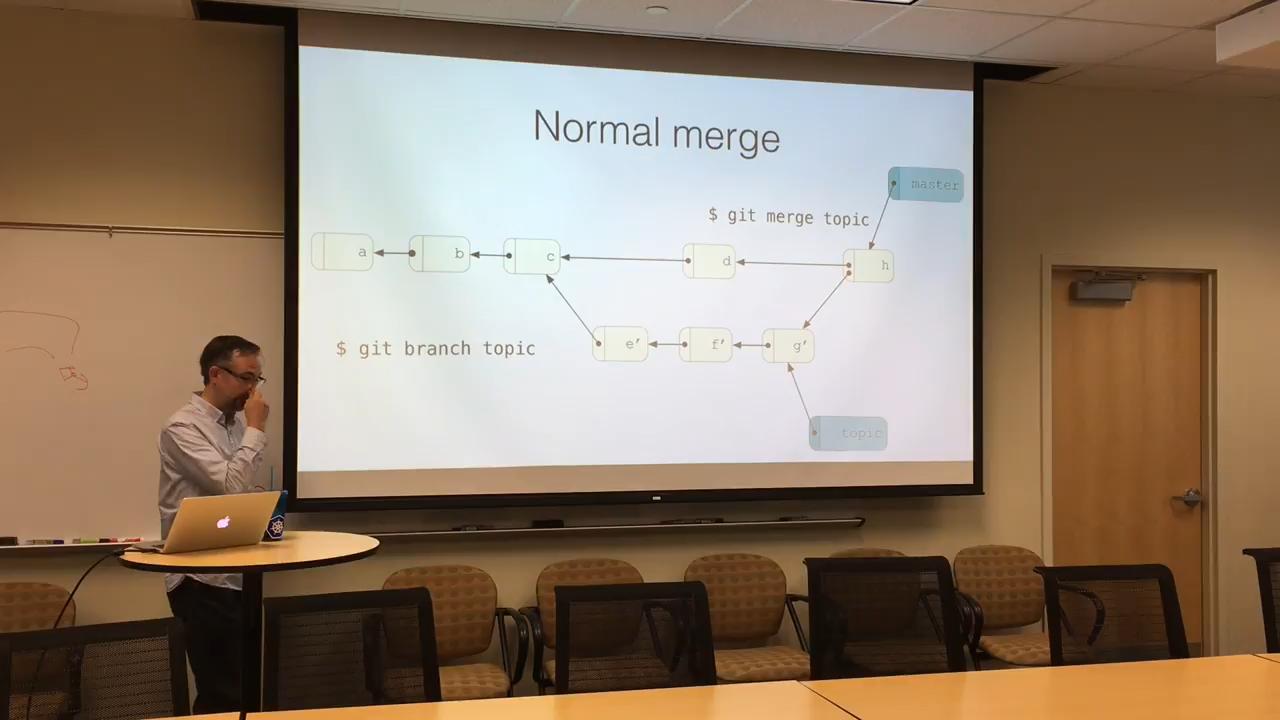 Normal merge
master
$ git merge topic
a
b
c
d
h
$ git branch topic
e’
f’
g’
topic